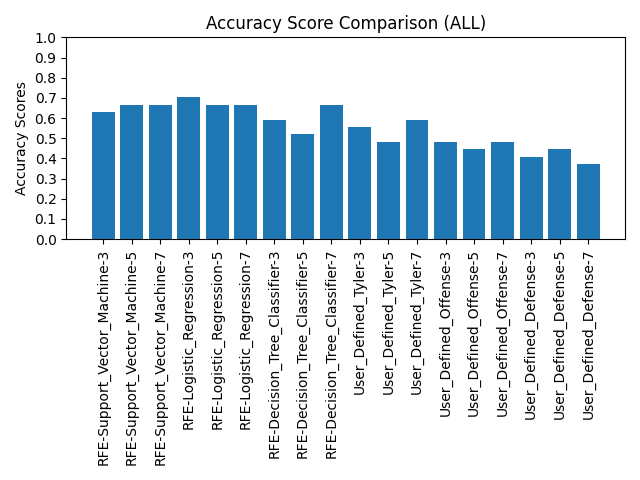 Accuracy Score Comparison (ALL)
Accuracy Scores
1.0
0.9
0.8
0.7
0.6
0.5
0.4
0.3
0.2
0.1
0.0
RFE-Support_Vector_Machine-3
RFE-Support_Vector_Machine-5
RFE-Support_Vector_Machine-7
RFE-Logistic_Regression-3
RFE-Logistic_Regression-5
RFE-Logistic_Regression-7
RFE-Decision_Tree_Classifier-3
RFE-Decision_Tree_Classifier-5
RFE-Decision_Tree_Classifier-7
User_Defined_Tyler-3
User_Defined_Tyler-5
User_Defined_Tyler-7
User_Defined_Offense-3
User_Defined_Offense-5
User_Defined_Offense-7
User_Defined_Defense-3
User_Defined_Defense-5
User_Defined_Defense-7